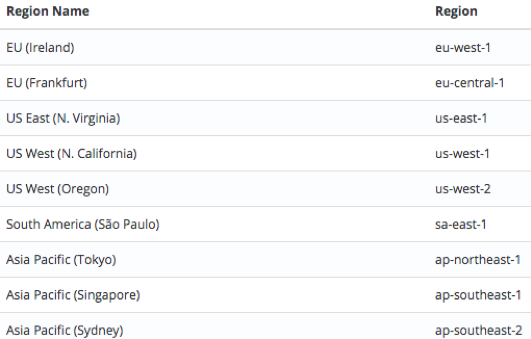 Region Name Region
EU (Ireland) eu-west-1
EU (Frankfurt) eu-central-1
US East (N. Virginia) us-east-1
US West (N. California) us-west-1
US West (Oregon) us-west-2
South America (São Paulo) sa-east-1
Asia Pacific (Tokyo) ap-northeast-1
Asia Pacific (Singapore) ap-southeast-1
Asia Pacific (Sydney) ap-southeast-2